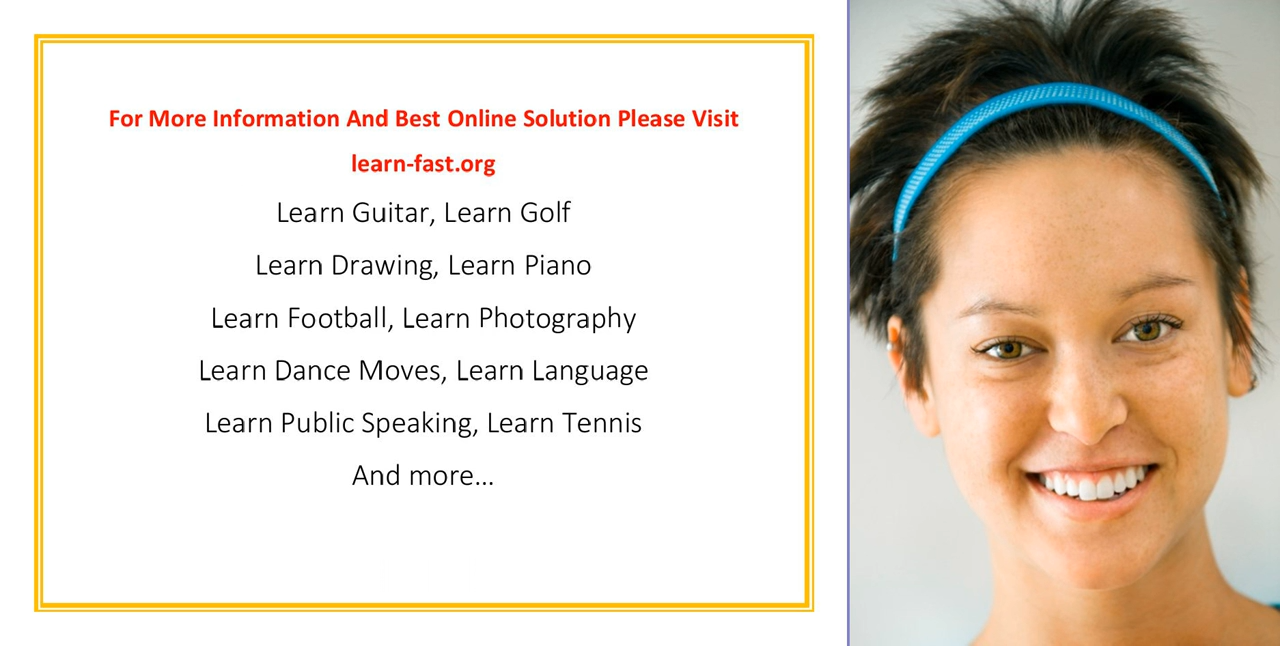 For More Information And Best Online Solution Please Visit
learn-fast.org
Learn Guitar, Learn Golf
Learn Drawing, Learn Piano
Learn Football, Learn Photography
Learn Dance Moves, Learn Language
Learn Public Speaking, Learn Tennis
And more...